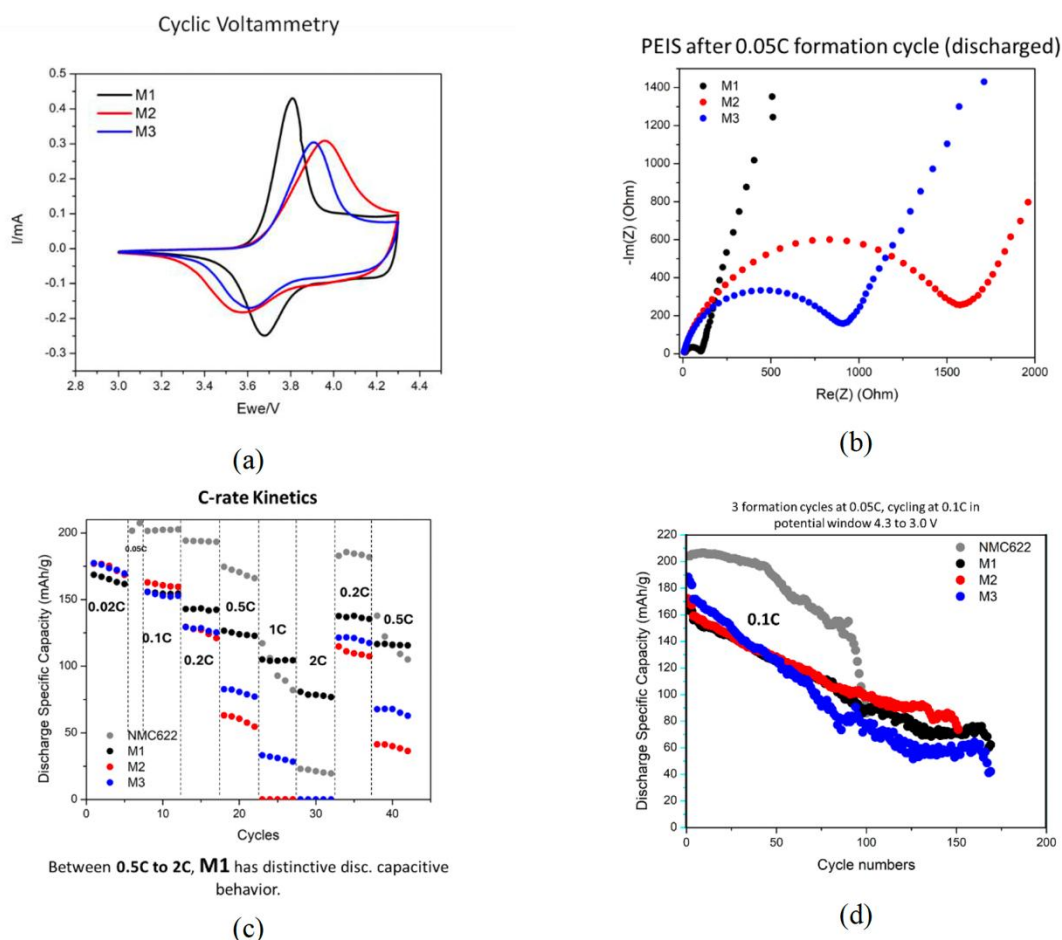 Cyclic Voltammetry
0.5
0.4
0.3
0.2
0.1
0.0
-0.1
-0.2
-0.3
I/mA
M1
M2
M3
2.8 3.0 3.2 3.4 3.6 3.8 4.0 4.2 4.4
Ewe/V
(a)
PEIS after 0.05C formation cycle (discharged)
1400
1200
1000
800
600
400
200
0
-Im(Z) (Ohm)
M1
M2
M3
0 500 1000 1500 2000
Re(Z) (Ohm)
(b)
C-rate Kinetics
200
150
100
50
0
Discharge Specific Capacity (mAh/g)
0.02C
0.05C
0.1C
0.2C
0.5C
1C
2C
0.2C
0.5C
NMC622
M1
M2
M3
0 10 20 30 40
Cycles
Between 0.5C to 2C, M1 has distinctive disc. capacitive
behavior.
(c)
3 formation cycles at 0.05C, cycling at 0.1C in
potential window 4.3 to 3.0 V
220
200
180
160
140
120
100
80
60
40
20
0
Discharge Specific Capacity (mAh/g)
0.1C
NMC622
M1
M2
M3
0 50 100 150 200
Cycle numbers
(d)